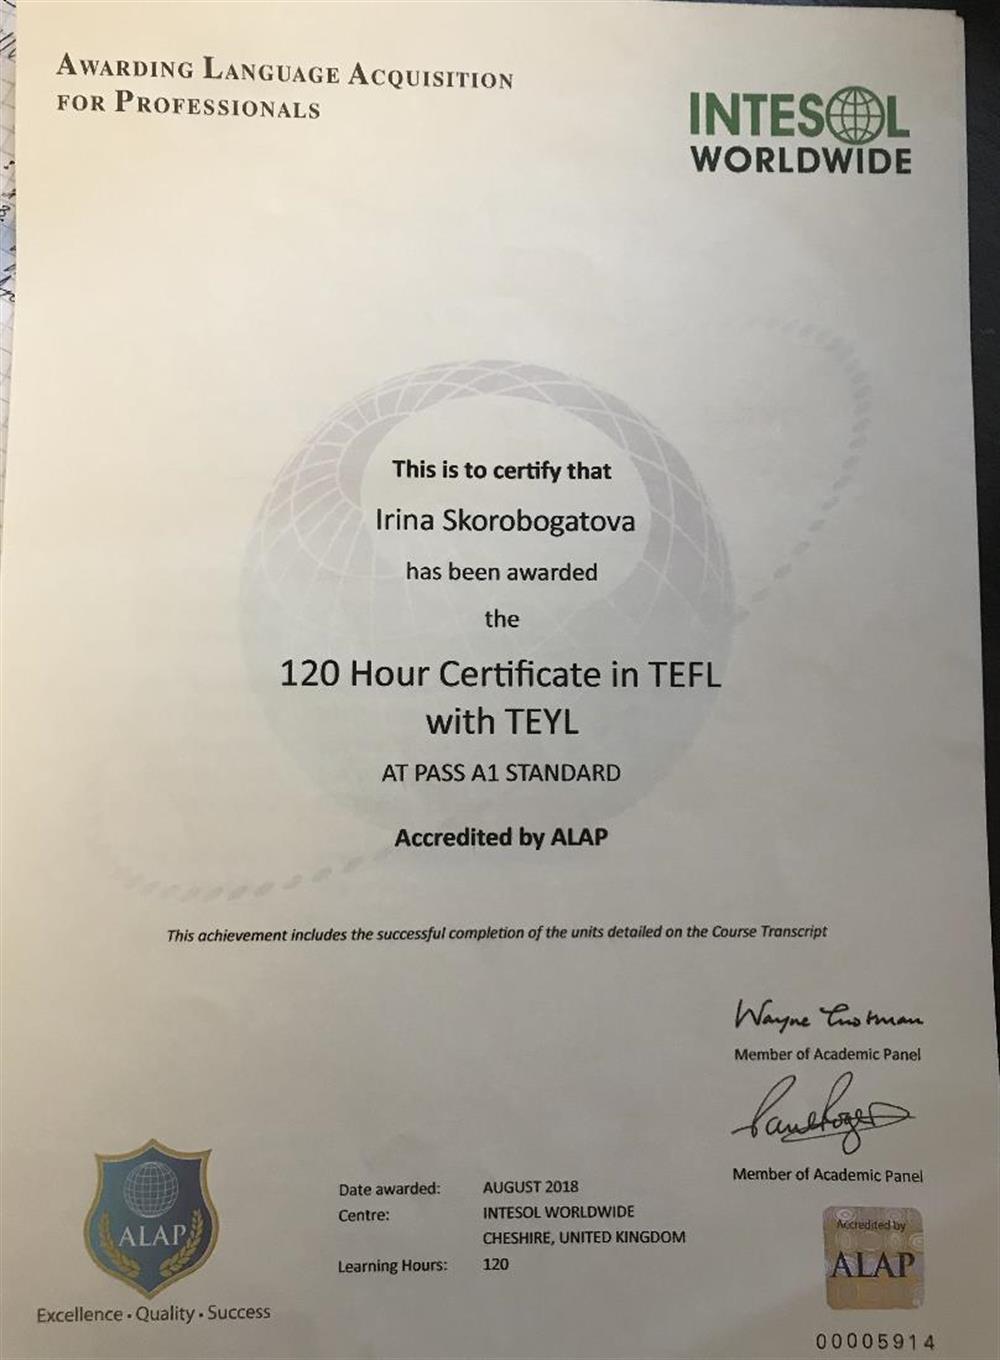 AWARDING LANGUAGE ACQUISITION
FOR PROFESSIONALS
INTESOL
WORLDWIDE
This is to certify that
Irina Skorobogatova
has been awarded
the
120 Hour Certificate in TEFL
with TEYL
AT PASS A1 STANDARD
Accredited by ALAP
This achievement includes the successful completion of the units detailed on the Course Transcript
Wayne
Member of Academic Panel
Member of Academic Panel
Date awarded: AUGUST 2018
Centre: INTESOL WORLDWIDE
CHESHIRE, UNITED KINGDOM
Learning Hours: 120
ALAP
Excellence • Quality • Success
Accredited by
ALAP
00005914